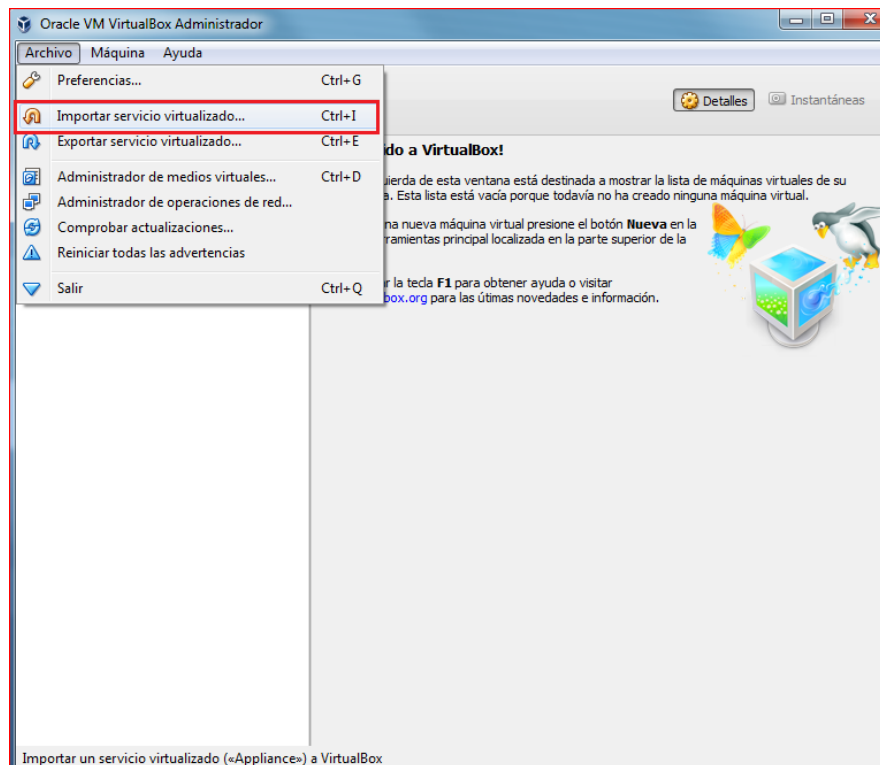 Oracle VM VirtualBox Administrador
Archivo Máquina Ayuda
Preferencias... Ctrl+G
Importar servicio virtualizado... Ctrl+I
Exportar servicio virtualizado... Ctrl+E
Administrador de medios virtuales... Ctrl+D
Administrador de operaciones de red...
Comprobar actualizaciones...
Reiniciar todas las advertencias
Salir Ctrl+Q
Detalles Instantáneas
a VirtualBox!
de esta ventana está destinada a mostrar la lista de máquinas virtuales de su
Esta lista está vacía porque todavía no ha creado ninguna máquina virtual.
nueva máquina virtual presione el botón Nueva en la
principal localizada en la parte superior de la
la tecla F1 para obtener ayuda o visitar
box.org para las útimas novedades e información.
Importar un servicio virtualizado («Appliance») a VirtualBox